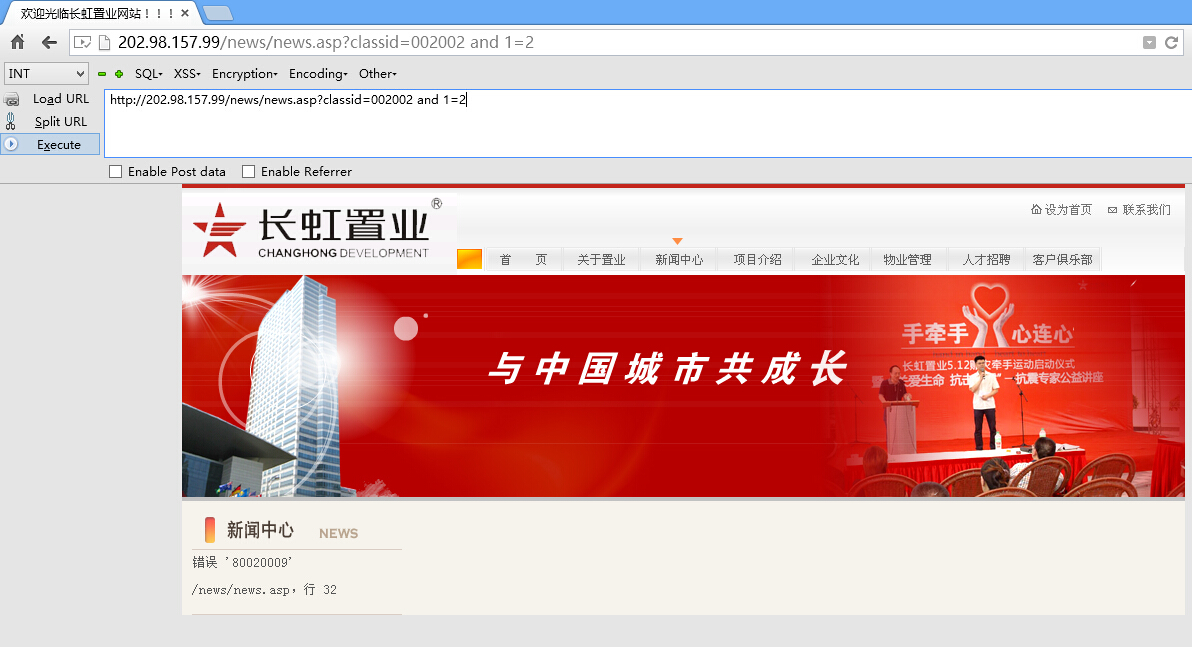 欢迎光临长虹置业网站！！！
202.98.157.99/news/news.asp?classid=002002 and 1=2
INT SQL XSS Encryption Encoding Other
Load URL
http://202.98.157.99/news/news.asp?classid=002002 and 1=2
Split URL
Execute
Enable Post data Enable Referrer
长虹置业®
CHANGHONG DEVELOPMENT
设为首页 联系我们
首 页 关于置业 新闻中心 项目介绍 企业文化 物业管理 人才招聘 客户俱乐部
与中国城市共成长
手牵手 心连心
长虹置业5.12
牵手运动启动仪式
关爱生命
抗震专家公益讲座
新闻中心 NEWS
错误 '80020009'
/news/news.asp，行 32